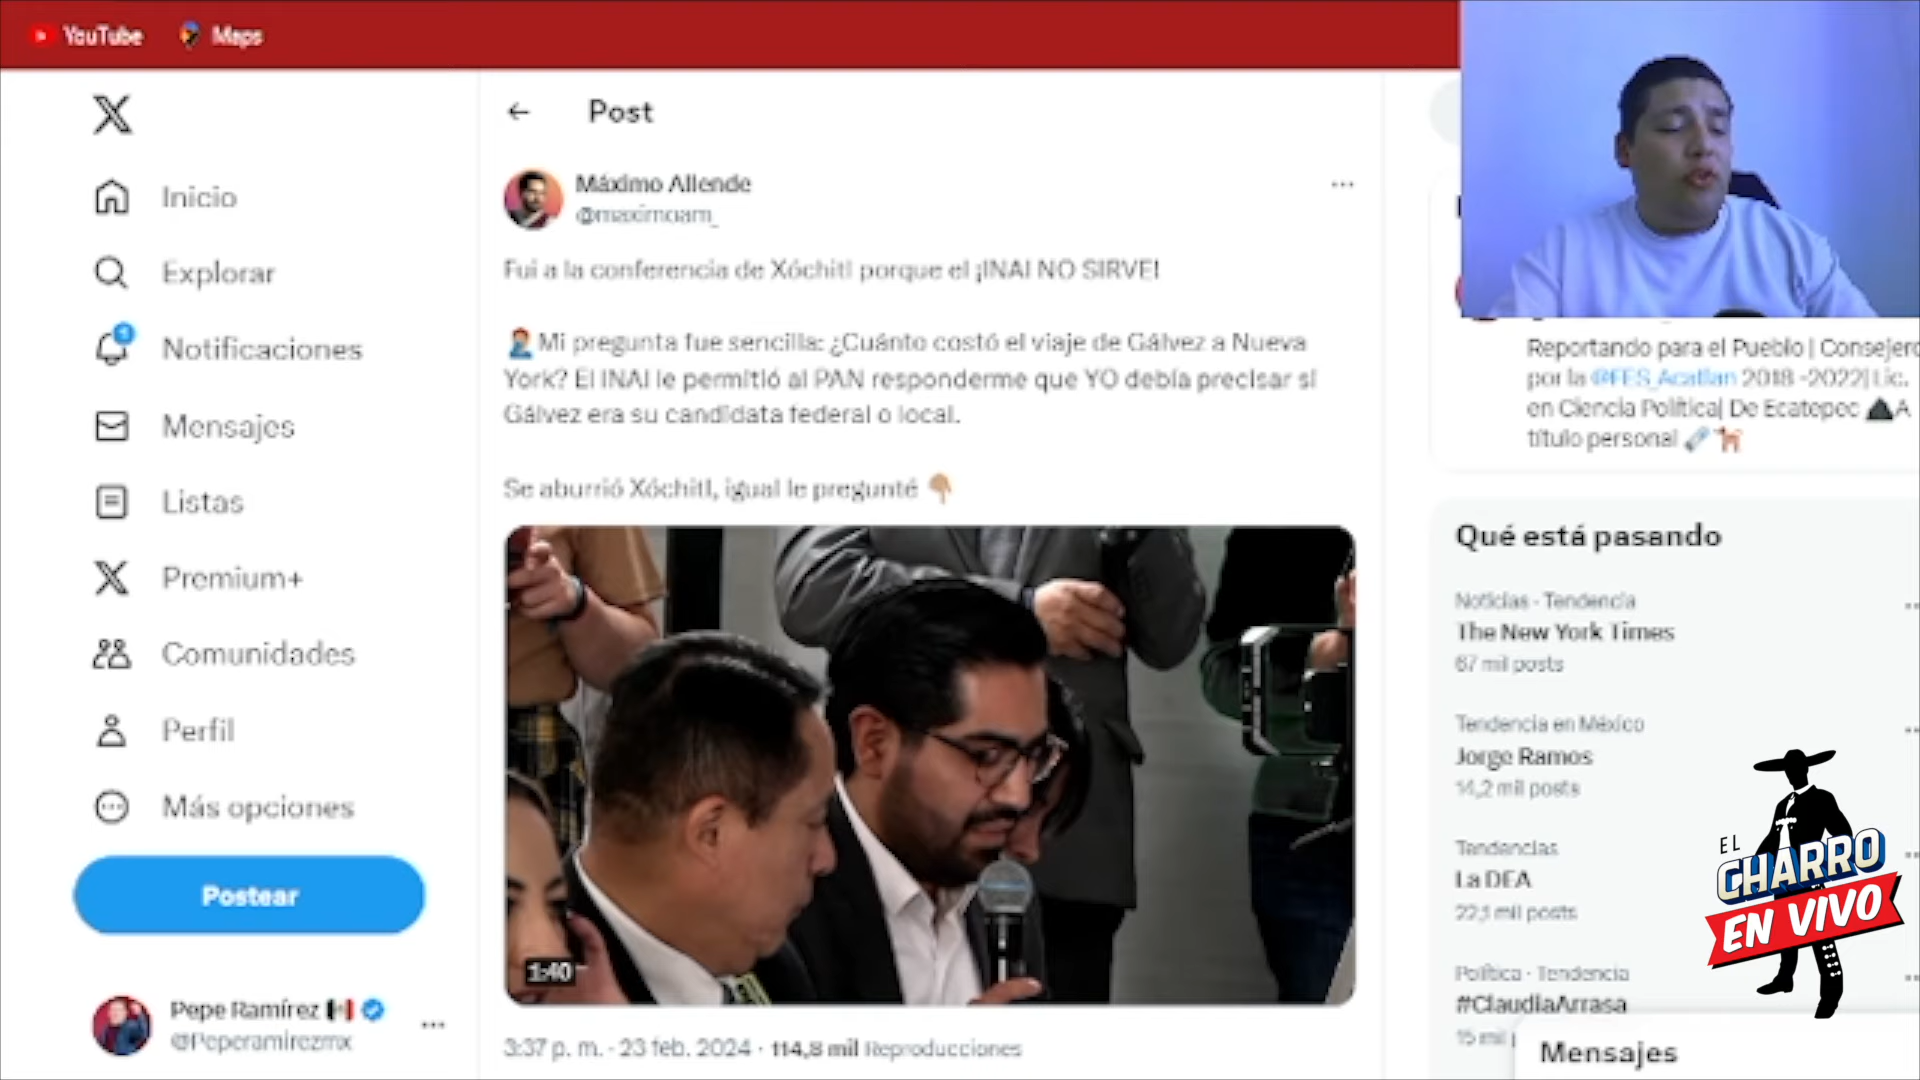 YouTube
Maps
Post
Máximo Allende
@maximoam_
Inicio
Explorar
Notificaciones
Mensajes
Listas
Premium+
Comunidades
Perfil
Más opciones
Postear
Pepe Ramírez
@Peperamirezmx
Fui a la conferencia de Xóchitl porque el ¡INAI NO SIRVE!
Mi pregunta fue sencilla: ¿Cuánto costó el viaje de Gálvez a Nueva
York? El INAI le permitió al PAN responderme que YO debía precisar si
Gálvez era su candidata federal o local.
Se aburrió Xóchitl, igual le pregunté
1:40
3:37 p. m. · 23 feb. 2024 · 114,8 mil Reproducciones
Reportando para el Pueblo | Consejero
por la @FES_Acatlan 2018 -2022| Lic.
en Ciencia Política| De Ecatepec A
título personal
Qué está pasando
Noticias · Tendencia
The New York Times
67 mil posts
Tendencia en México
Jorge Ramos
14,2 mil posts
Tendencias
La DEA
22,1 mil posts
Política · Tendencia
#ClaudiaArrasa
15 mil
Mensajes
EL
CHARRO
EN VIVO